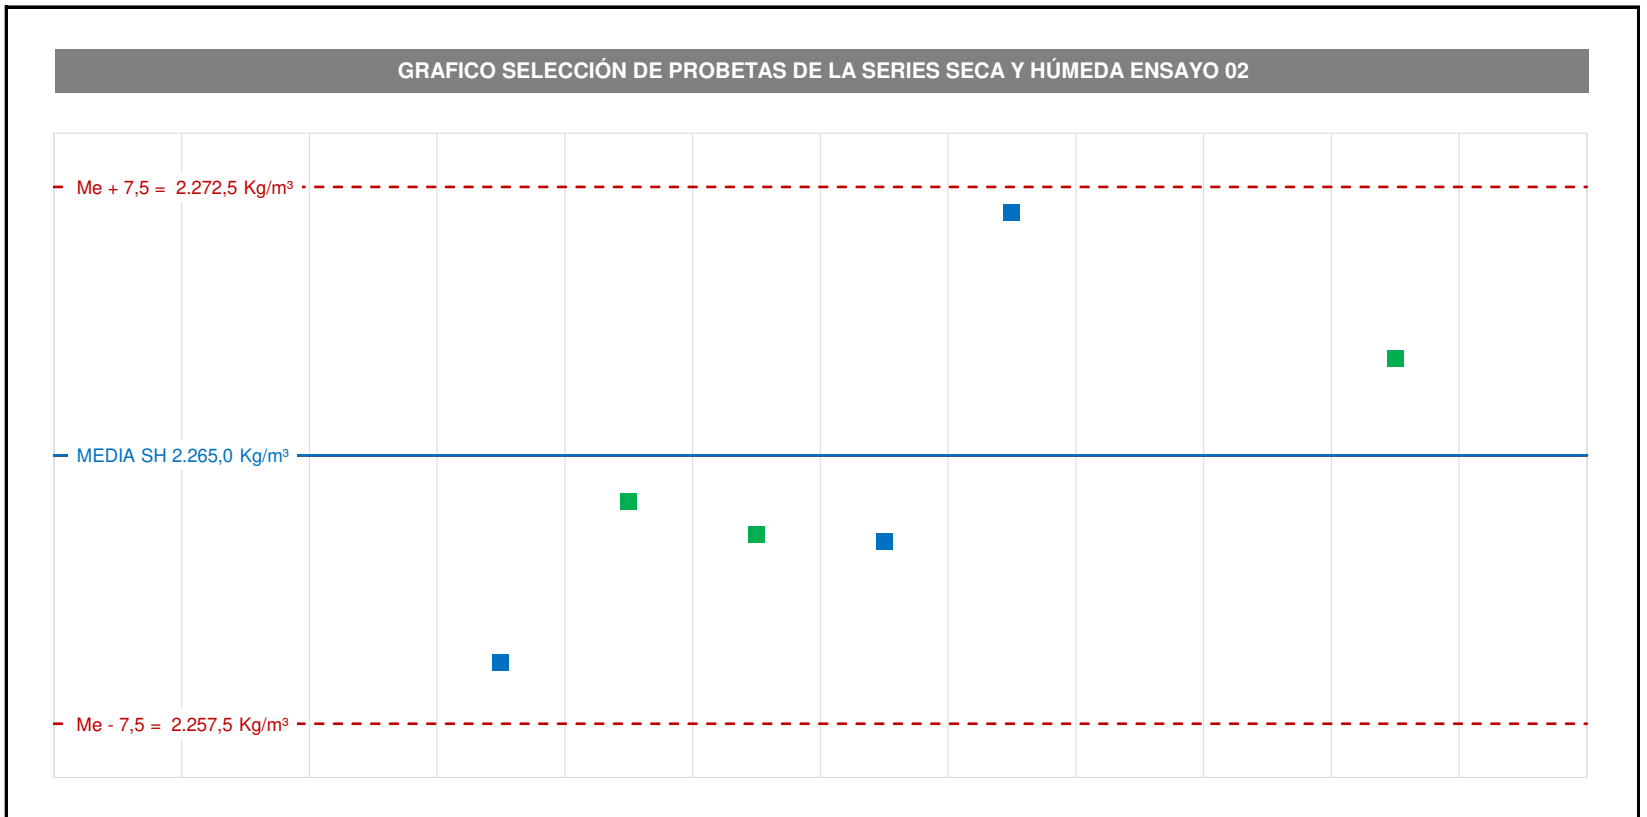 GRAFICO SELECCIÓN DE PROBETAS DE LA SERIES SECA Y HÚMEDA ENSAYO 02
Me + 7,5 = 2.272,5 Kg/m³
MEDIA SH 2.265,0 Kg/m³
Me - 7,5 = 2.257,5 Kg/m³